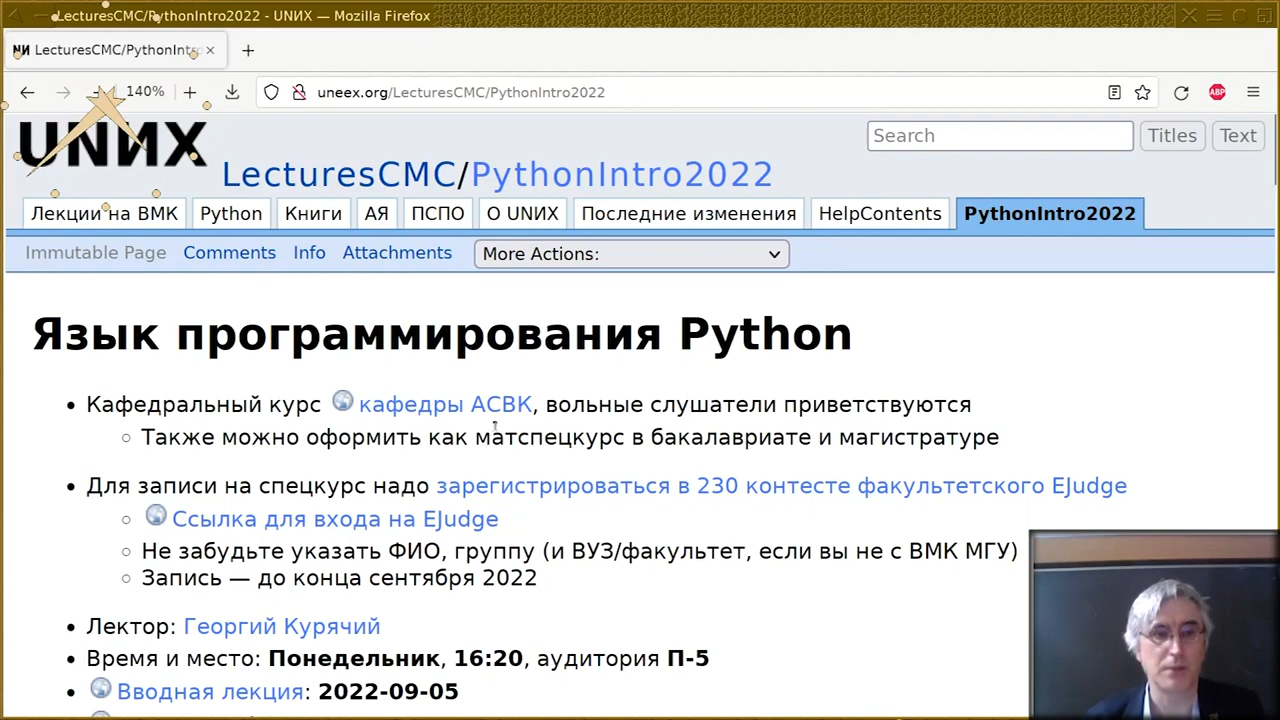 LecturesCMC/PythonIntro2022 - UNИX — Mozilla Firefox
LecturesCMC/PythonIntro
140%
uneex.org/LecturesCMC/PythonIntro2022
ABP
UNИX
LecturesCMC/PythonIntro2022
Search
Titles
Text
Лекции на ВМК
Python
Книги
АЯ
ПСПО
О UNИX
Последние изменения
HelpContents
PythonIntro2022
Immutable Page
Comments
Info
Attachments
More Actions:
Язык программирования Python
Кафедральный курс кафедры АСВК, вольные слушатели приветствуются
Также можно оформить как матспецкурс в бакалавриате и магистратуре
Для записи на спецкурс надо зарегистрироваться в 230 контесте факультетского EJudge
Ссылка для входа на EJudge
Не забудьте указать ФИО, группу (и ВУЗ/факультет, если вы не с ВМК МГУ)
Запись — до конца сентября 2022
Лектор: Георгий Курячий
Время и место: Понедельник, 16:20, аудитория П-5
Вводная лекция: 2022-09-05